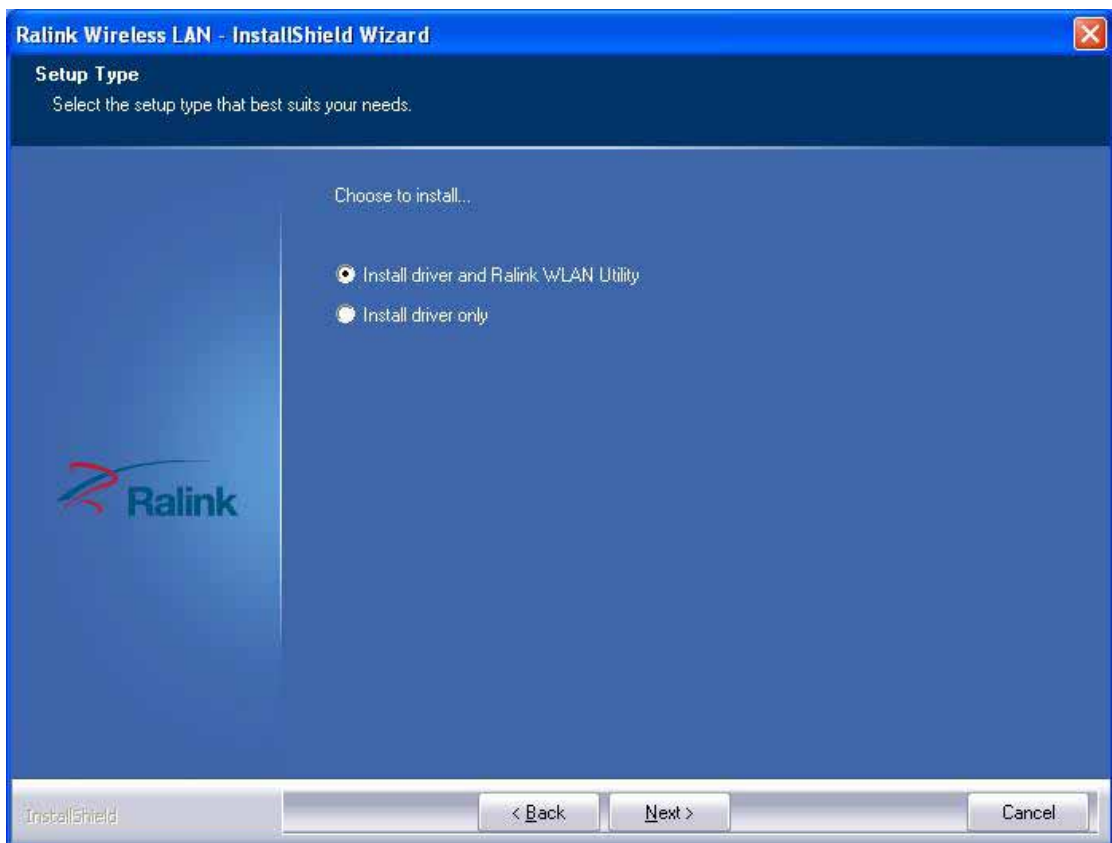 Ralink Wireless LAN - InstallShield Wizard
Setup Type
Select the setup type that best suits your needs.
Choose to install...
Install driver and Ralink WLAN Utility
Install driver only
Ralink
InstallShield
< Back
Next >
Cancel